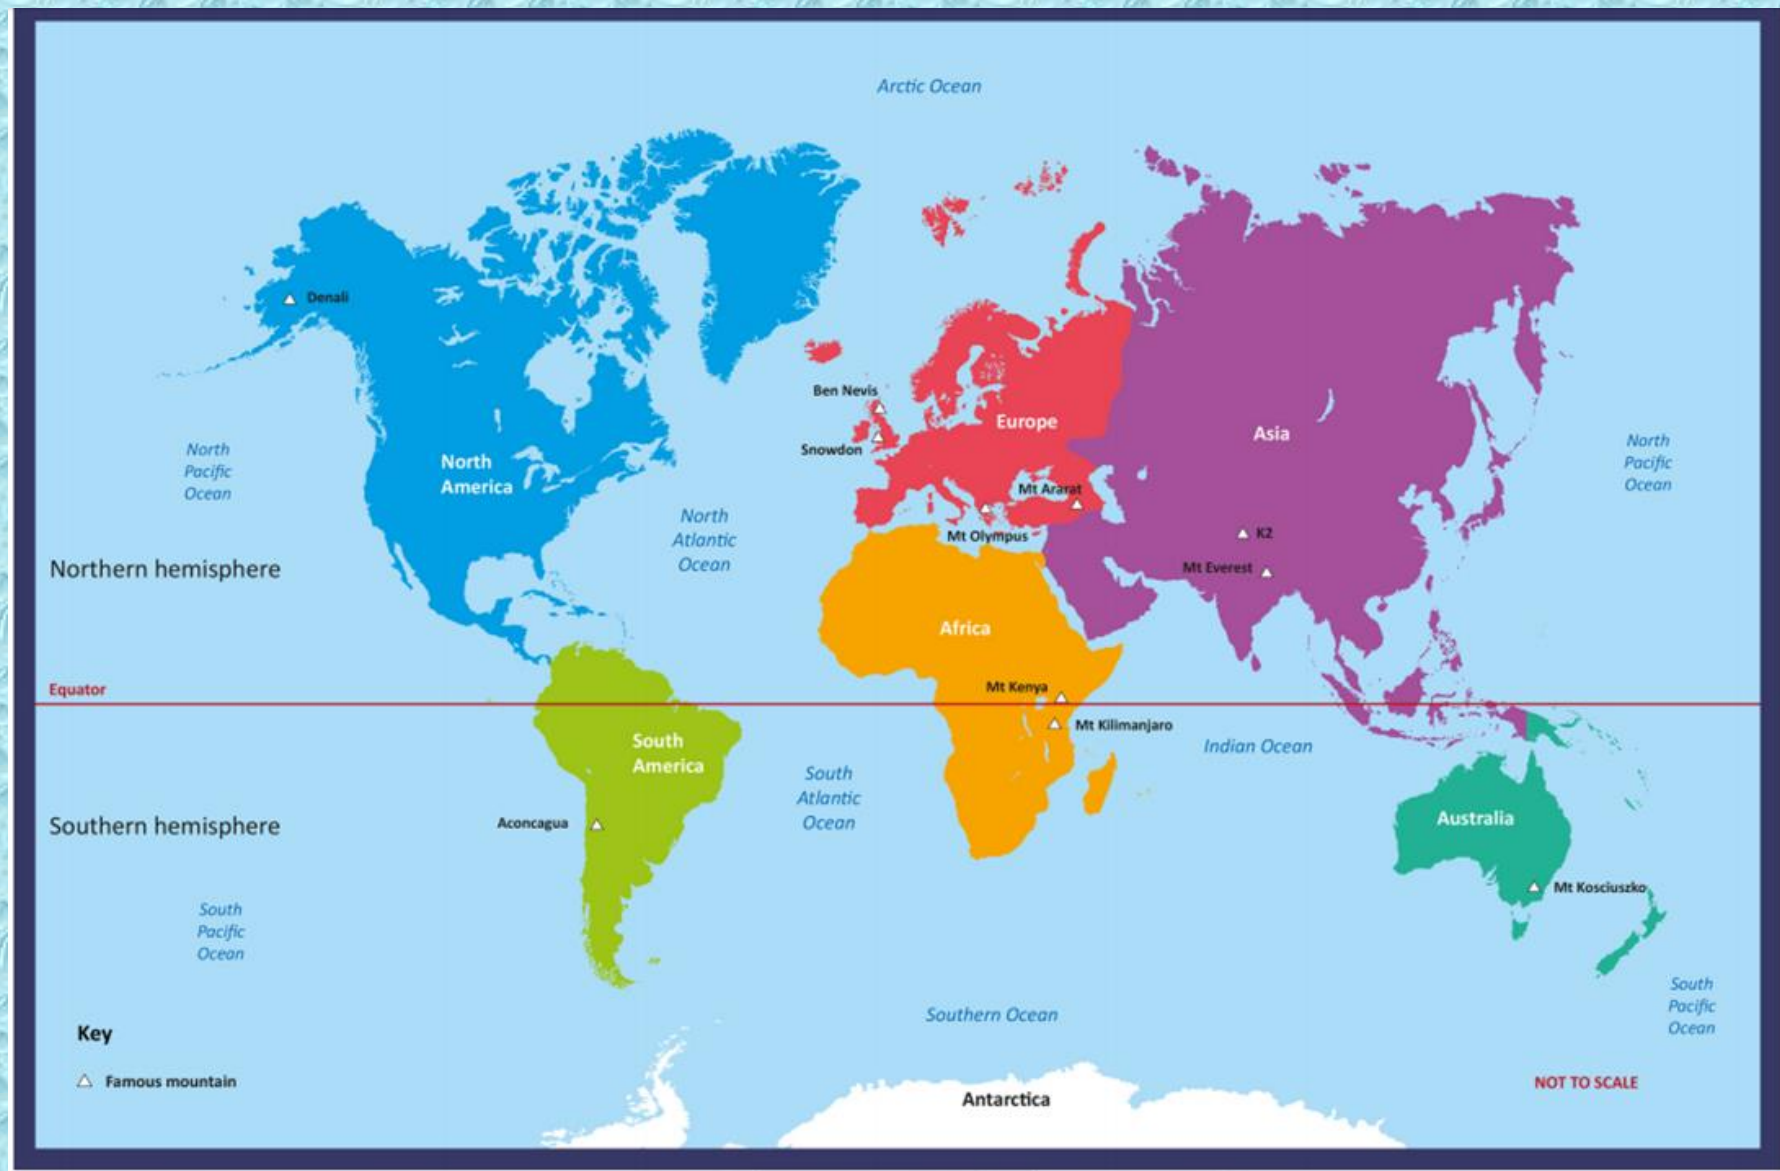 Arctic Ocean
Denali
Ben Nevis
Snowdon
Europe
Asia
North
Pacific
Ocean
North
America
North
Pacific
Ocean
North
Atlantic
Ocean
Mt Ararat
Mt Olympus
K2
Mt Everest
Northern hemisphere
Africa
Equator
Mt Kenya
Mt Kilimanjaro
South
America
Indian Ocean
South
Atlantic
Ocean
Aconcagua
Southern hemisphere
Australia
Mt Kosciuszko
South
Pacific
Ocean
South
Pacific
Ocean
Southern Ocean
Key
Famous mountain
Antarctica
NOT TO SCALE